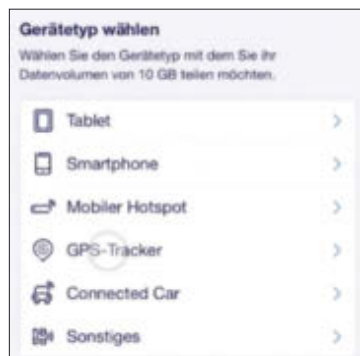 Gerätetyp wählen
Wählen Sie den Gerätetyp mit dem Sie ihr
Datenvolumen von 10 GB teilen möchten.
Tablet
Smartphone
Mobiler Hotspot
GPS-Tracker
Connected Car
Sonstiges